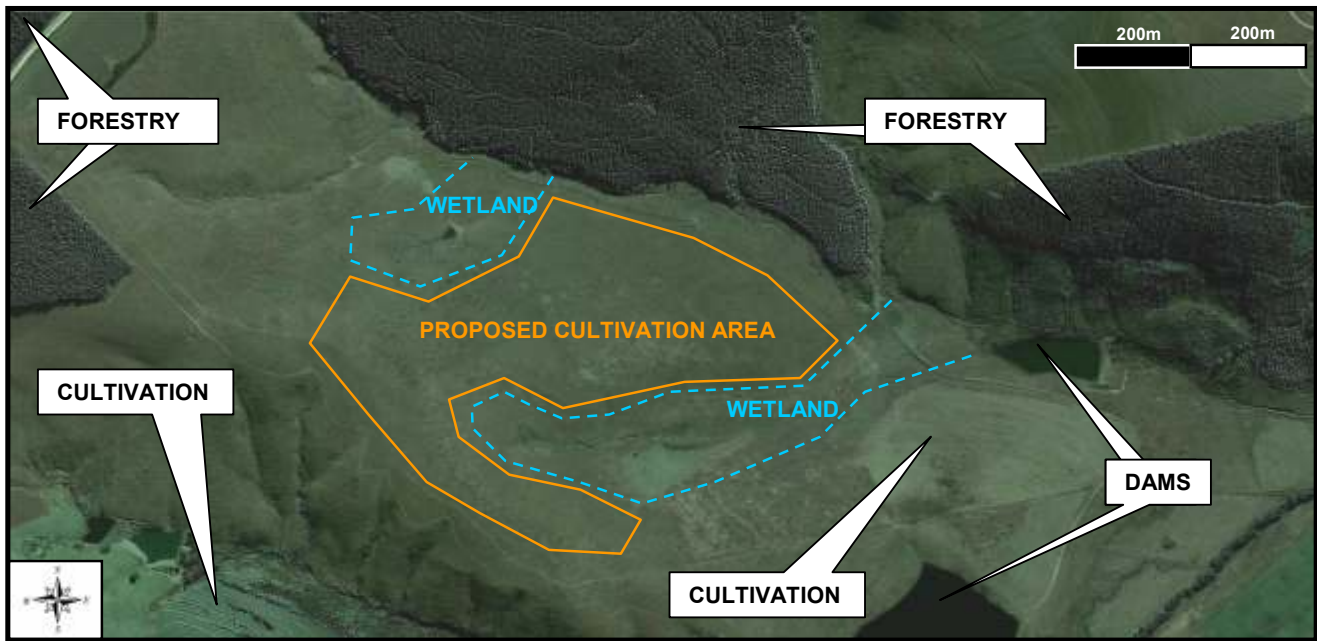 200m 200m
FORESTRY
FORESTRY
WETLAND
PROPOSED CULTIVATION AREA
CULTIVATION
WETLAND
DAMS
CULTIVATION